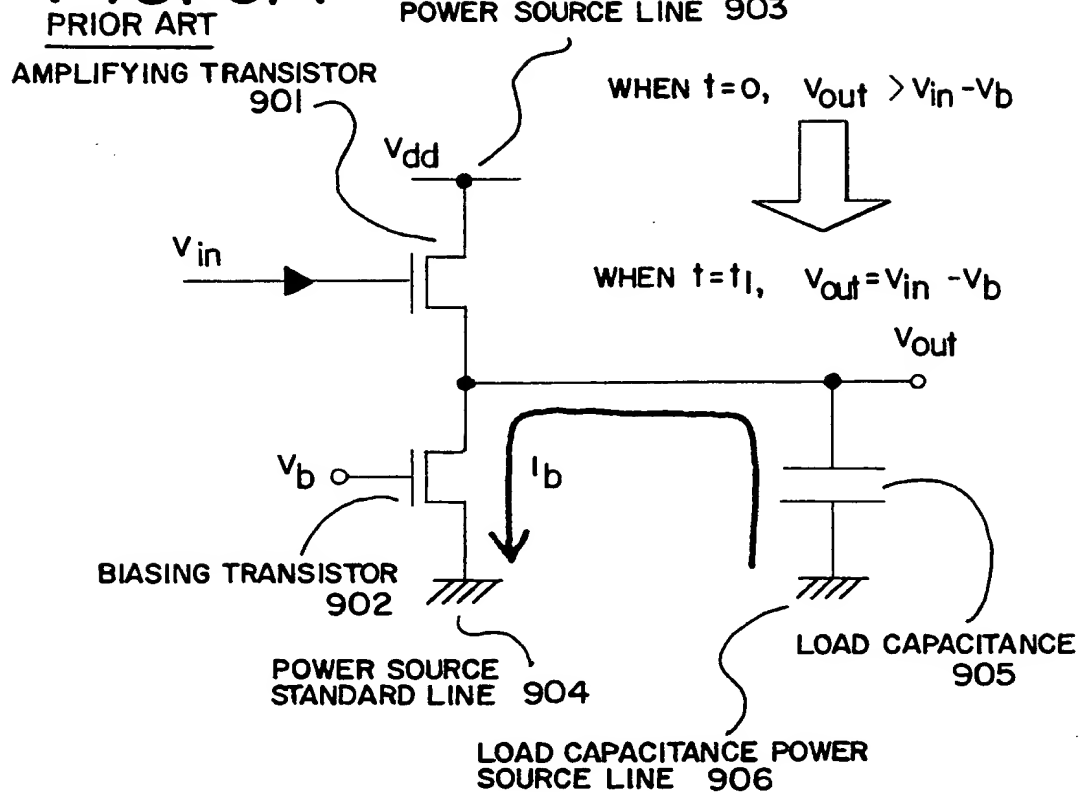 PRIOR ART
POWER SOURCE LINE 903
AMPLIFYING TRANSISTOR
901
WHEN t=0, Vout > Vin -Vb
Vdd
Vin
WHEN t=t1, Vout=Vin -Vb
Vout
Vb
Ib
BIASING TRANSISTOR
902
LOAD CAPACITANCE
905
POWER SOURCE
STANDARD LINE 904
LOAD CAPACITANCE POWER
SOURCE LINE 906